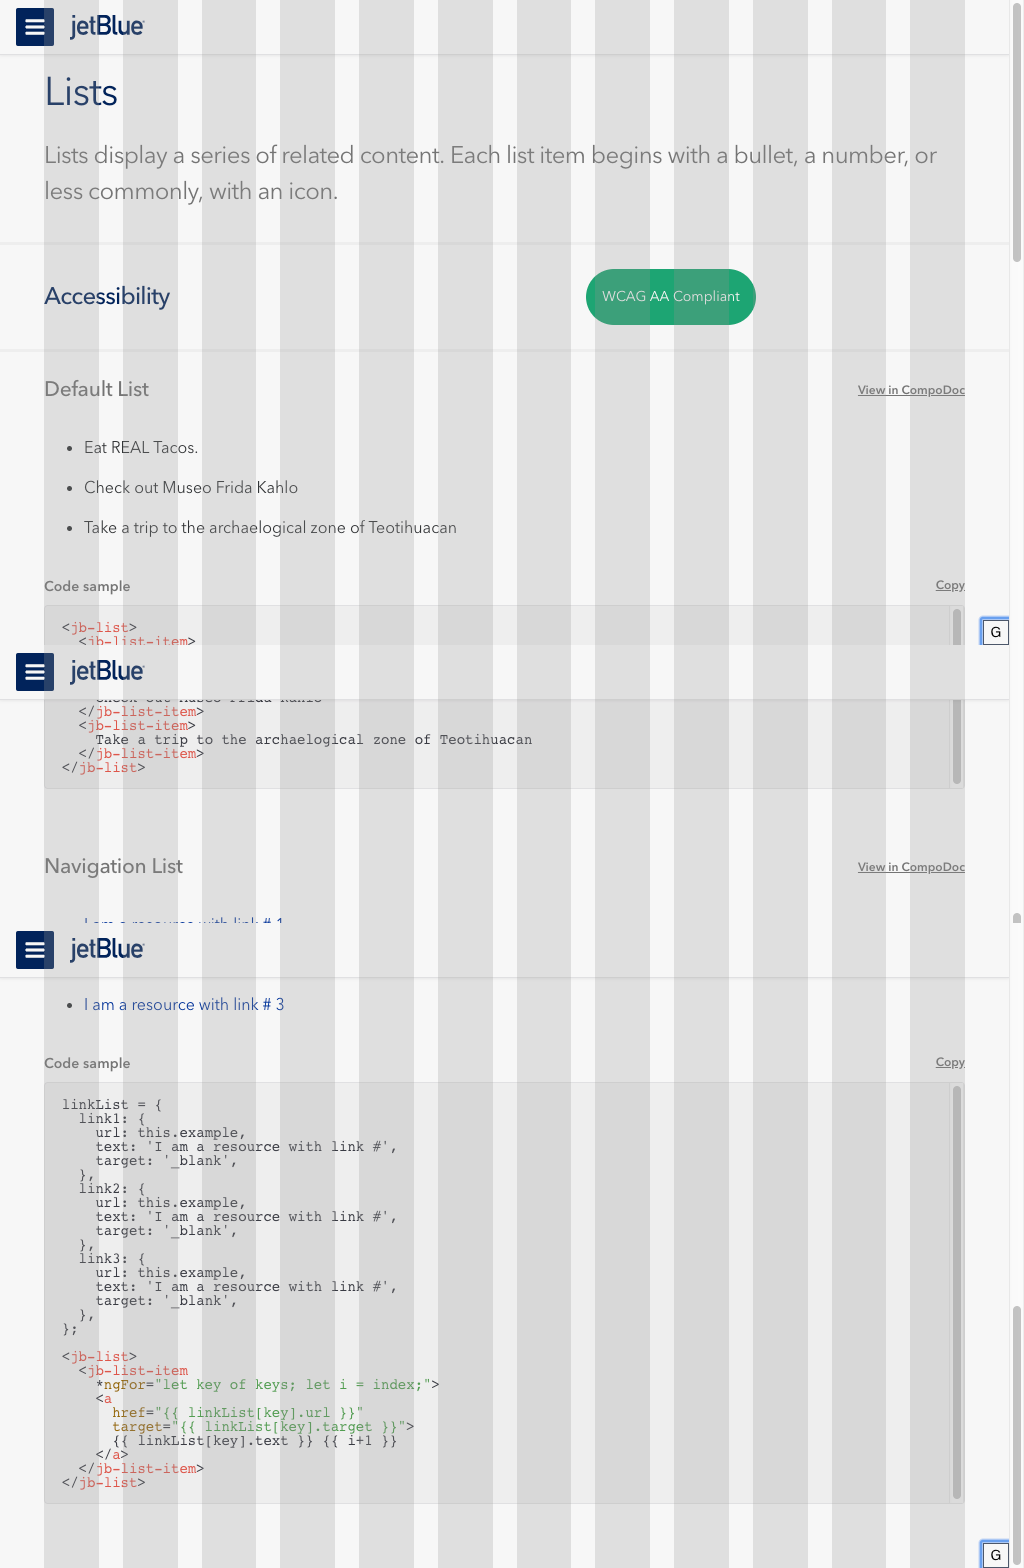 jetBlue
Lists
Lists display a series of related content. Each list item begins with a bullet, a number, or
less commonly, with an icon.
Accessibility
WCAG AA Compliant
Default List
View in CompoDoc
• Eat REAL Tacos.
• Check out Museo Frida Kahlo
• Take a trip to the archaelogical zone of Teotihuacan
Code sample
Copy
<jb-list>
<jb-list-item>
G
jetBlue
Check out Museo Frida Kahlo
</jb-list-item>
<jb-list-item>
Take a trip to the archaelogical zone of Teotihuacan
</jb-list-item>
</jb-list>
Navigation List
View in CompoDoc
I am a resource with link # 1
jetBlue
• I am a resource with link # 3
Code sample
Copy
linkList = {
link1: {
url: this.example,
text: 'I am a resource with link #',
target: '_blank',
},
link2: {
url: this.example,
text: 'I am a resource with link #',
target: '_blank',
},
link3: {
url: this.example,
text: 'I am a resource with link #',
target: '_blank',
},
};
<jb-list>
<jb-list-item
*ngFor="let key of keys; let i = index;">
<a
href="{{ linkList[key].url }}"
target="{{ linkList[key].target }}">
{{ linkList[key].text }} {{ i+1 }}
</a>
</jb-list-item>
</jb-list>
G